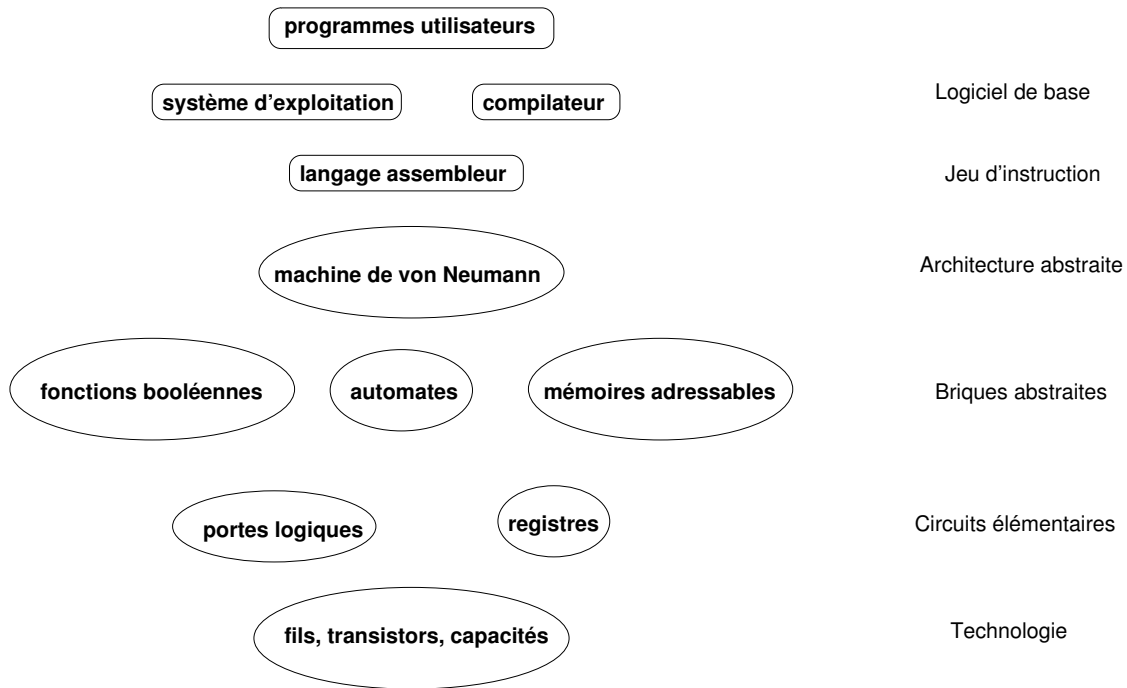 programmes utilisateurs
système d'exploitation
compilateur
Logiciel de base
langage assembleur
Jeu d'instruction
machine de von Neumann
Architecture abstraite
fonctions booléennes
automates
mémoires adressables
Briques abstraites
portes logiques
registres
Circuits élémentaires
fils, transistors, capacités
Technologie